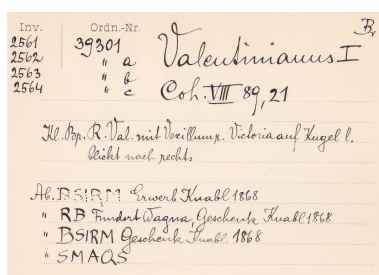 Inv. Ordn.-Nr. Br
2561 39301 Valentinianus I
2562 " a
2563 " b
2564 " c Coh. VIII 89,21
Kl. Br. R. Val. mit Vexillum r. Victoria auf Kugel l.
blickt nach rechts
Ab. BSIRM Erwerb Knabl 1868
" RB Fundort Wagna, Geschenk Knabl 1868
" BSIRM Geschenk Knabl 1868
" SMAQS